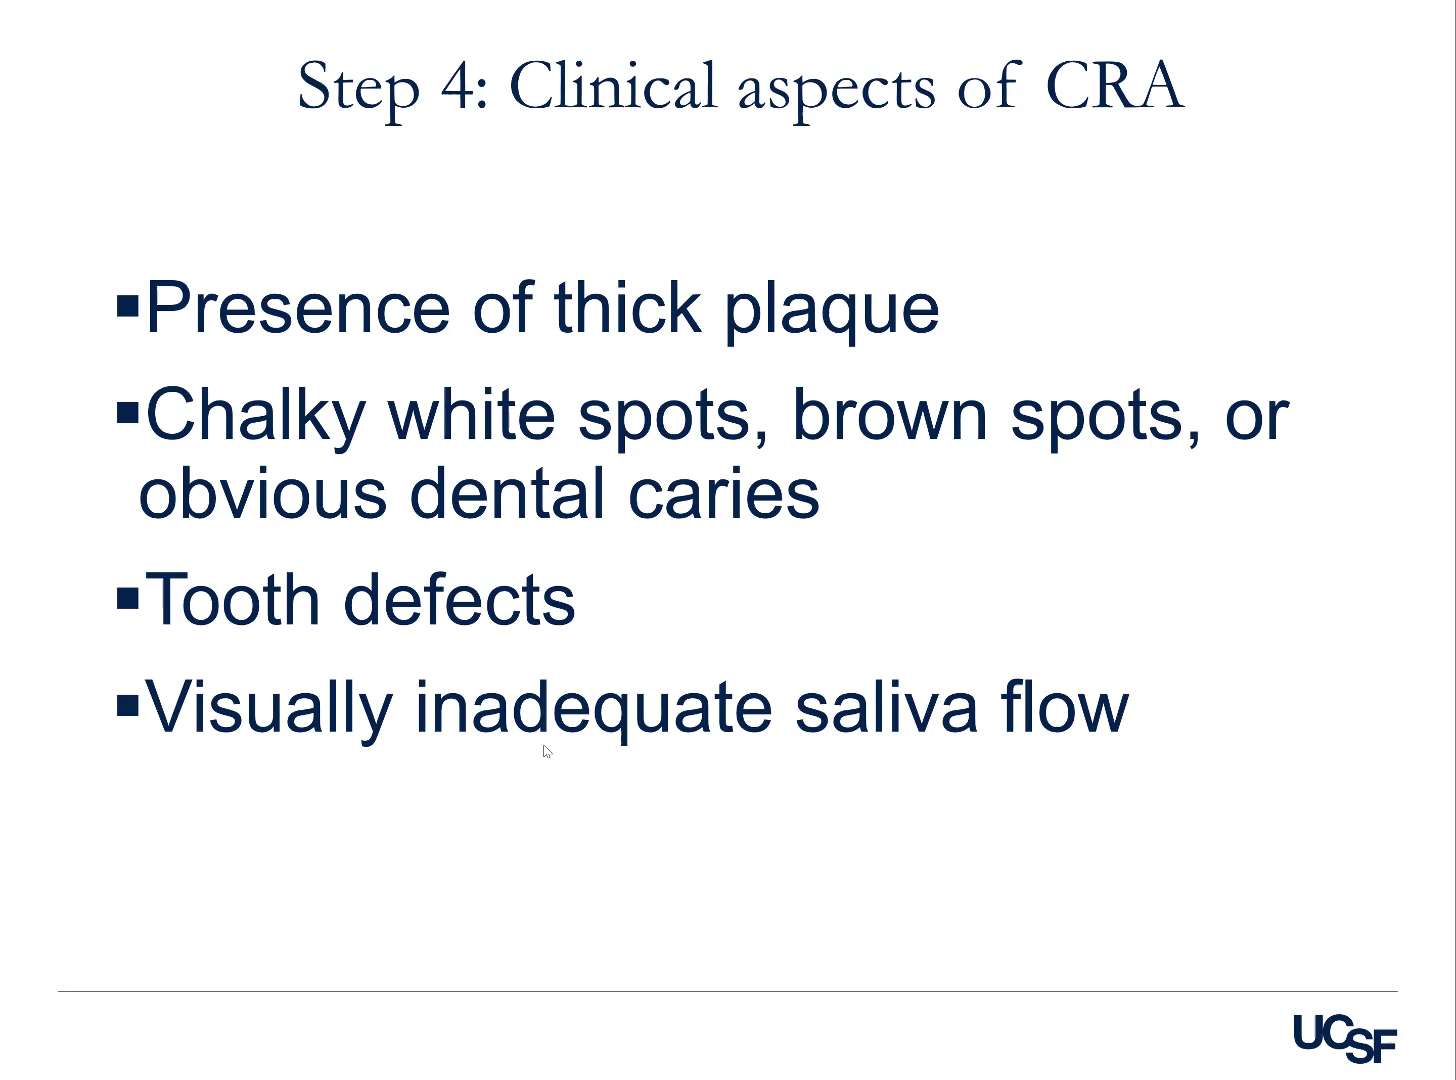 Step 4: Clinical aspects of CRA
▪Presence of thick plaque
▪Chalky white spots, brown spots, or
obvious dental caries
▪Tooth defects
▪Visually inadequate saliva flow
UCSF